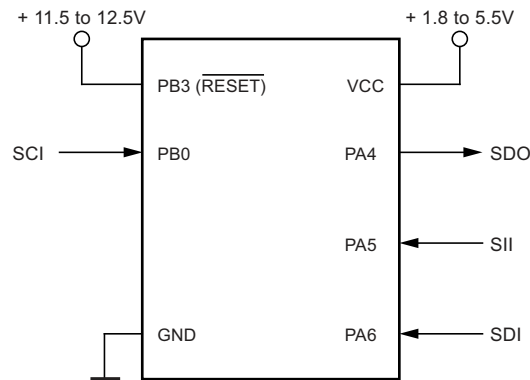 + 11.5 to 12.5V
+ 1.8 to 5.5V
PB3 (RESET)
VCC
SCI
PB0
PA4
SDO
PA5
SII
GND
PA6
SDI